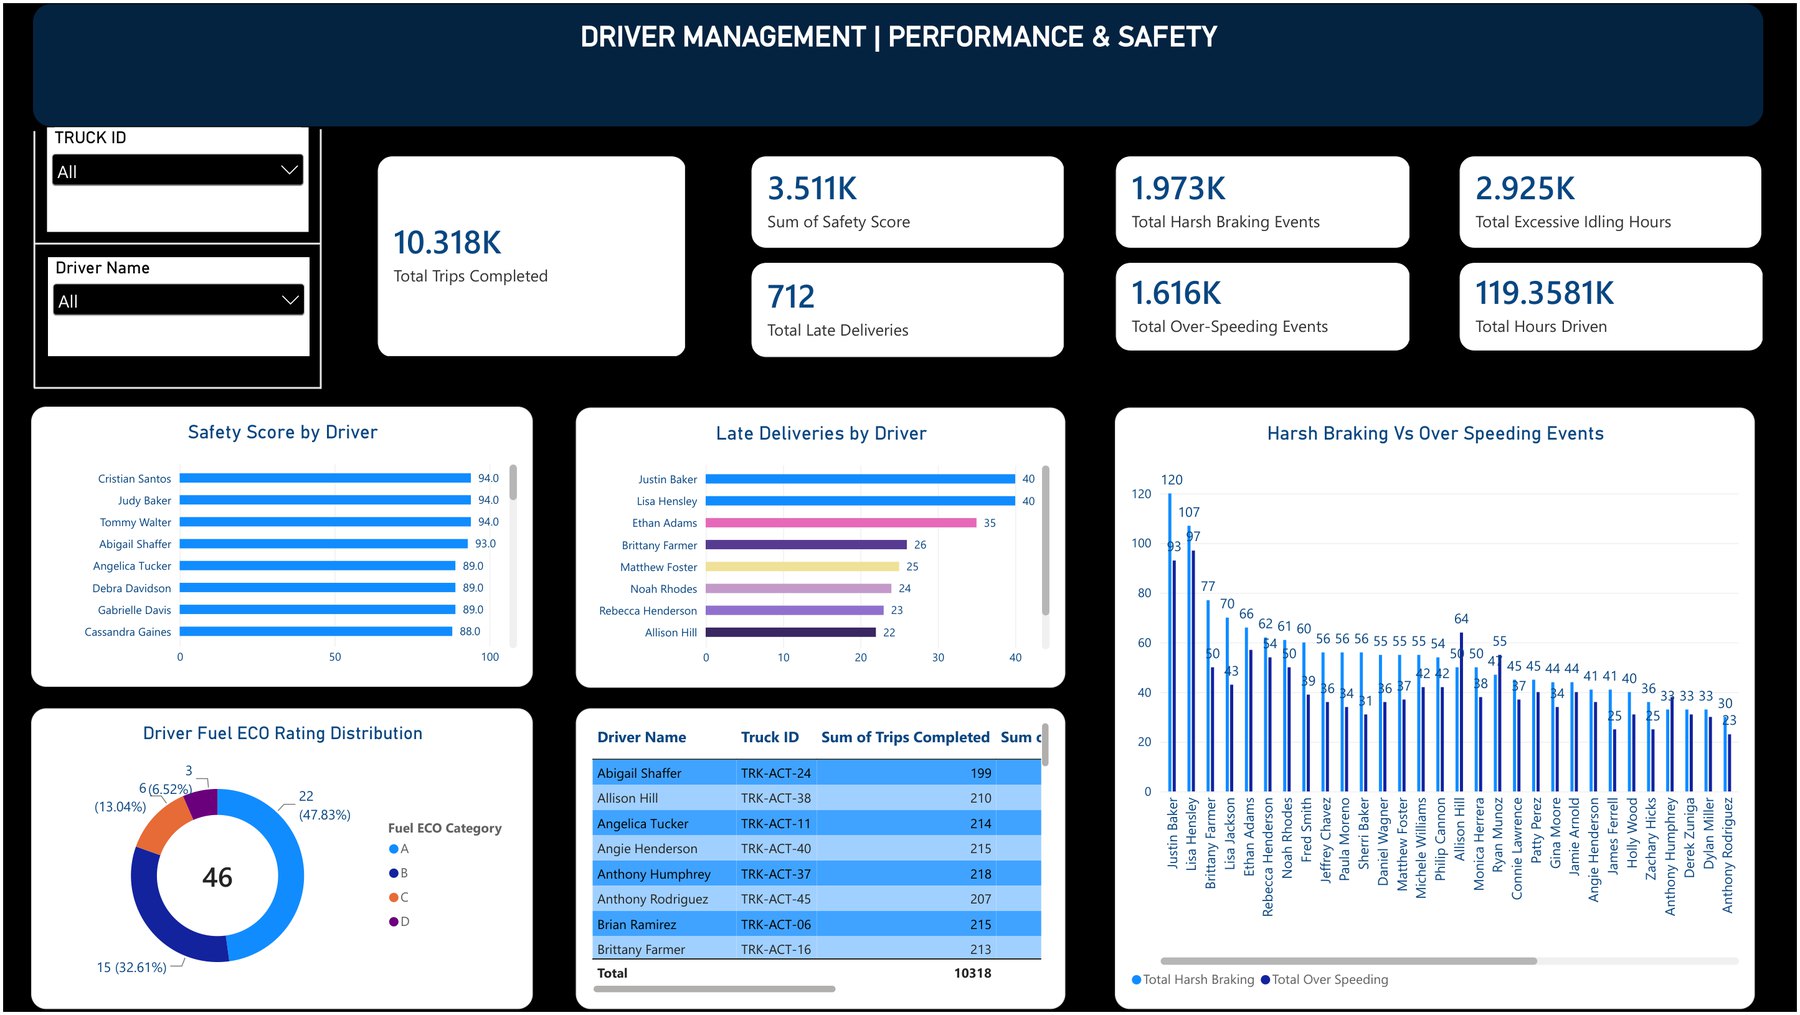 DRIVER MANAGEMENT | PERFORMANCE & SAFETY
TRUCK ID
All
Driver Name
All
10.318K
Total Trips Completed
3.511K
Sum of Safety Score
712
Total Late Deliveries
1.973K
Total Harsh Braking Events
1.616K
Total Over-Speeding Events
2.925K
Total Excessive Idling Hours
119.3581K
Total Hours Driven
Safety Score by Driver
Cristian Santos 94.0
Judy Baker 94.0
Tommy Walter 94.0
Abigail Shaffer 93.0
Angelica Tucker 89.0
Debra Davidson 89.0
Gabrielle Davis 89.0
Cassandra Gaines 88.0
0 50 100
Late Deliveries by Driver
Justin Baker 40
Lisa Hensley 40
Ethan Adams 35
Brittany Farmer 26
Matthew Foster 25
Noah Rhodes 24
Rebecca Henderson 23
Allison Hill 22
0 10 20 30 40
Harsh Braking Vs Over Speeding Events
120
100
80
60
40
20
0
120 107 77 70 66 62 61 60 56 56 56 55 55 55 54 50 50 47 45 45 44 44 41 41 40 36 33 33 33 30
93 97 50 43 54 50 39 36 34 31 36 37 42 42 64 38 55 37 34 25 25 23
Justin Baker
Lisa Hensley
Brittany Farmer
Lisa Jackson
Ethan Adams
Rebecca Henderson
Noah Rhodes
Fred Smith
Jeffrey Chavez
Paula Moreno
Sherri Baker
Daniel Wagner
Matthew Foster
Michele Williams
Philip Cannon
Allison Hill
Monica Herrera
Ryan Munoz
Connie Lawrence
Patty Perez
Gina Moore
Jamie Arnold
Angie Henderson
James Ferrell
Holly Wood
Zachary Hicks
Anthony Humphrey
Derek Zuniga
Dylan Miller
Anthony Rodriguez
Total Harsh Braking Total Over Speeding
Driver Fuel ECO Rating Distribution
3
(6.52%)
6
(13.04%)
22
(47.83%)
15 (32.61%)
46
Fuel ECO Category
A
B
C
D
Driver Name Truck ID Sum of Trips Completed Sum c
Abigail Shaffer TRK-ACT-24 199
Allison Hill TRK-ACT-38 210
Angelica Tucker TRK-ACT-11 214
Angie Henderson TRK-ACT-40 215
Anthony Humphrey TRK-ACT-37 218
Anthony Rodriguez TRK-ACT-45 207
Brian Ramirez TRK-ACT-06 215
Brittany Farmer TRK-ACT-16 213
Total 10318